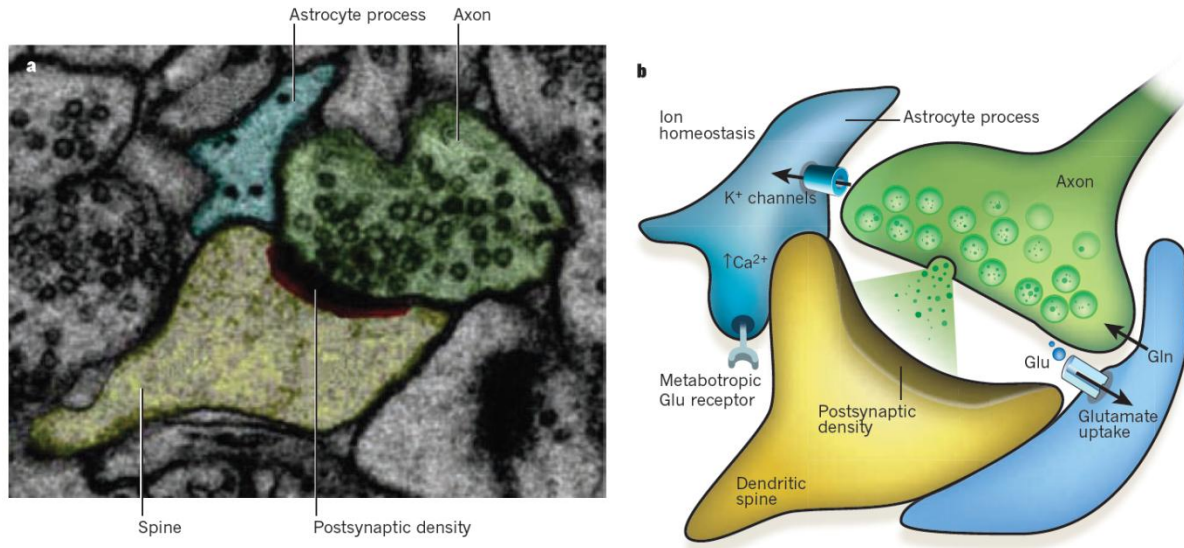 Astrocyte process
Axon
a
Spine
Postsynaptic density
b
Ion
homeostasis
Astrocyte process
K⁺ channels
Axon
↑Ca²⁺
Metabotropic
Glu receptor
Postsynaptic
density
Glu
Gln
Glutamate
uptake
Dendritic
spine